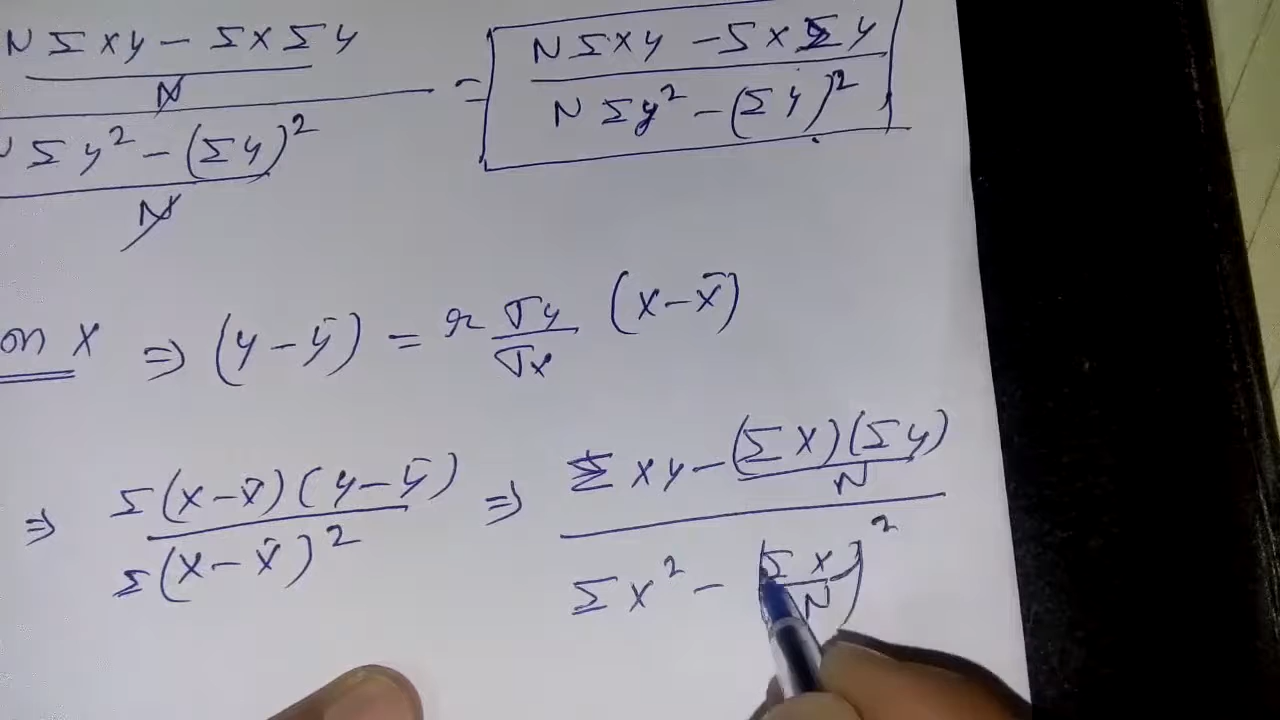 N Σxy - Σx Σy
N
= N Σxy - Σx Σy
N Σy² - (Σy)²
N Σy² - (Σy)²
N
on x ⇒ (y - ȳ) = r σy/σx (x - x̄)
⇒ Σ(x - x̄)(y - ȳ) ⇒ Σxy - (Σx)(Σy)/N
Σ(x - x̄)² Σx² - (Σx/N)²